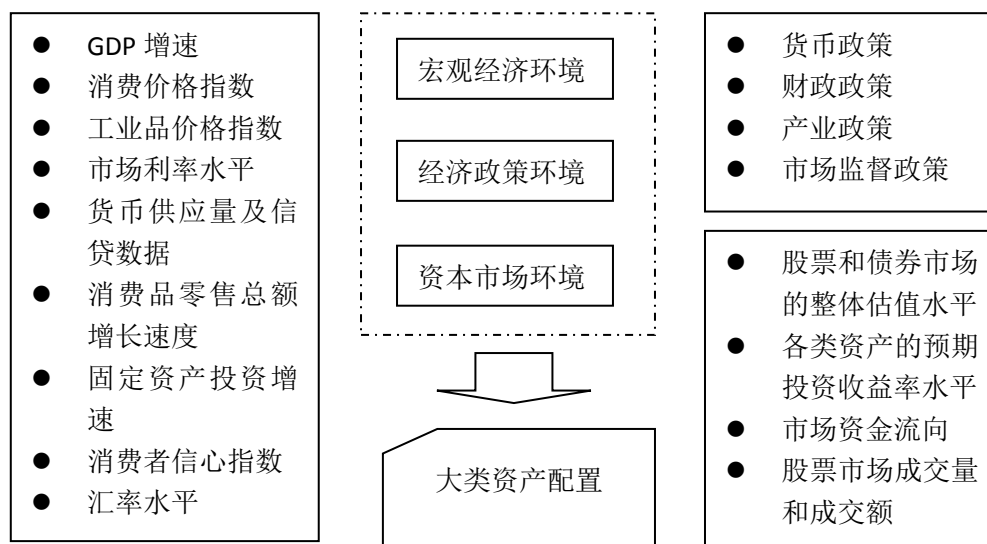 ● GDP 增速
● 消费价格指数
● 工业品价格指数
● 市场利率水平
● 货币供应量及信
贷数据
● 消费品零售总额
增长速度
● 固定资产投资增
速
● 消费者信心指数
● 汇率水平
宏观经济环境
经济政策环境
资本市场环境
大类资产配置
● 货币政策
● 财政政策
● 产业政策
● 市场监督政策
● 股票和债券市场
的整体估值水平
● 各类资产的预期
投资收益率水平
● 市场资金流向
● 股票市场成交量
和成交额